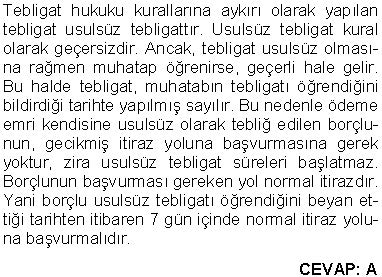 Tebligat hukuku kurallarına aykırı olarak yapılan
tebligat usulsüz tebligattır. Usulsüz tebligat kural
olarak geçersizdir. Ancak, tebligat usulsüz olması-
na rağmen muhatap öğrenirse, geçerli hale gelir.
Bu halde tebligat, muhatabın tebligatı öğrendiğini
bildirdiği tarihte yapılmış sayılır. Bu nedenle ödeme
emri kendisine usulsüz olarak tebliğ edilen borçlu-
nun, gecikmiş itiraz yoluna başvurmasına gerek
yoktur, zira usulsüz tebligat süreleri başlatmaz.
Borçlunun başvurması gereken yol normal itirazdır.
Yani borçlu usulsüz tebligatı öğrendiğini beyan et-
tiği tarihten itibaren 7 gün içinde normal itiraz yolu-
na başvurmalıdır.
CEVAP: A